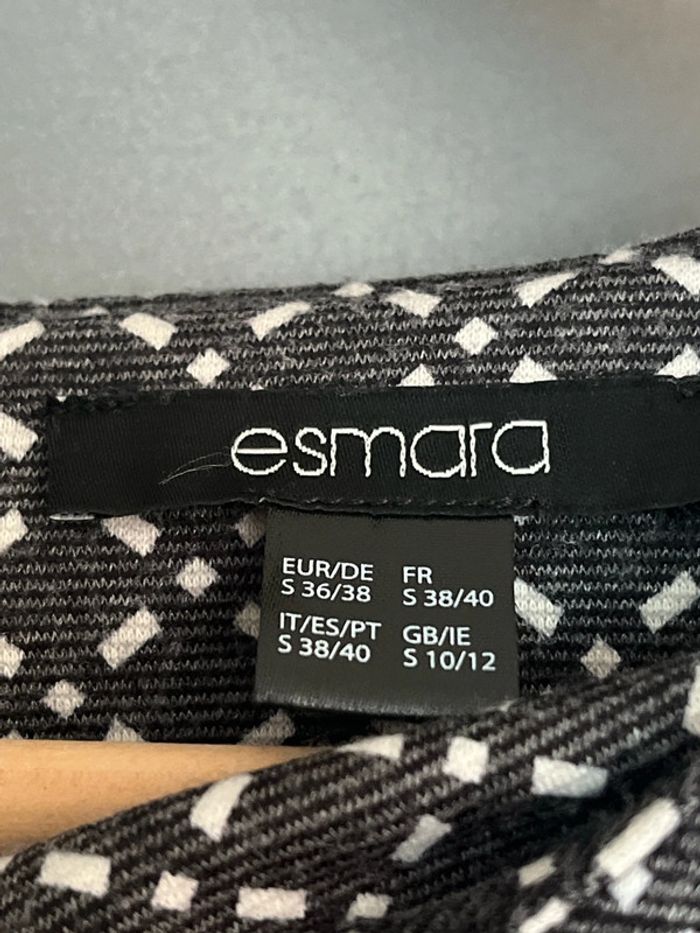 esmara
EUR/DE FR
S 36/38 S 38/40
IT/ES/PT GB/IE
S 38/40 S 10/12